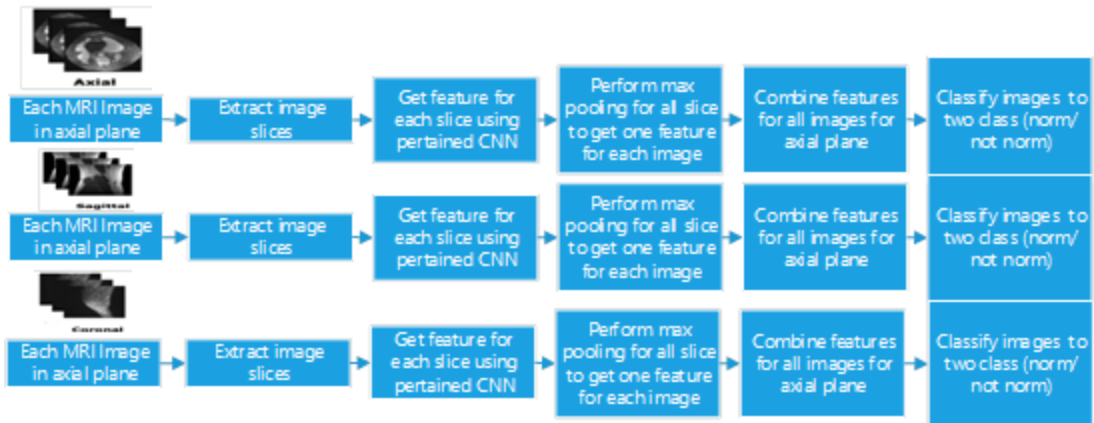 Axial
Each MRI Image
in axial plane
Extract image
slices
Get feature for
each slice using
pertained CNN
Perform max
pooling for all slice
to get one feature
for each image
Combine features
for all images for
axial plane
Classify images to
two class (norm/
not norm)
Sagittal
Each MRI Image
in axial plane
Extract image
slices
Get feature for
each slice using
pertained CNN
Perform max
pooling for all slice
to get one feature
for each image
Combine features
for all images for
axial plane
Classify images to
two class (norm/
not norm)
Coronal
Each MRI Image
in axial plane
Extract image
slices
Get feature for
each slice using
pertained CNN
Perform max
pooling for all slice
to get one feature
for each image
Combine features
for all images for
axial plane
Classify images to
two class (norm/
not norm)